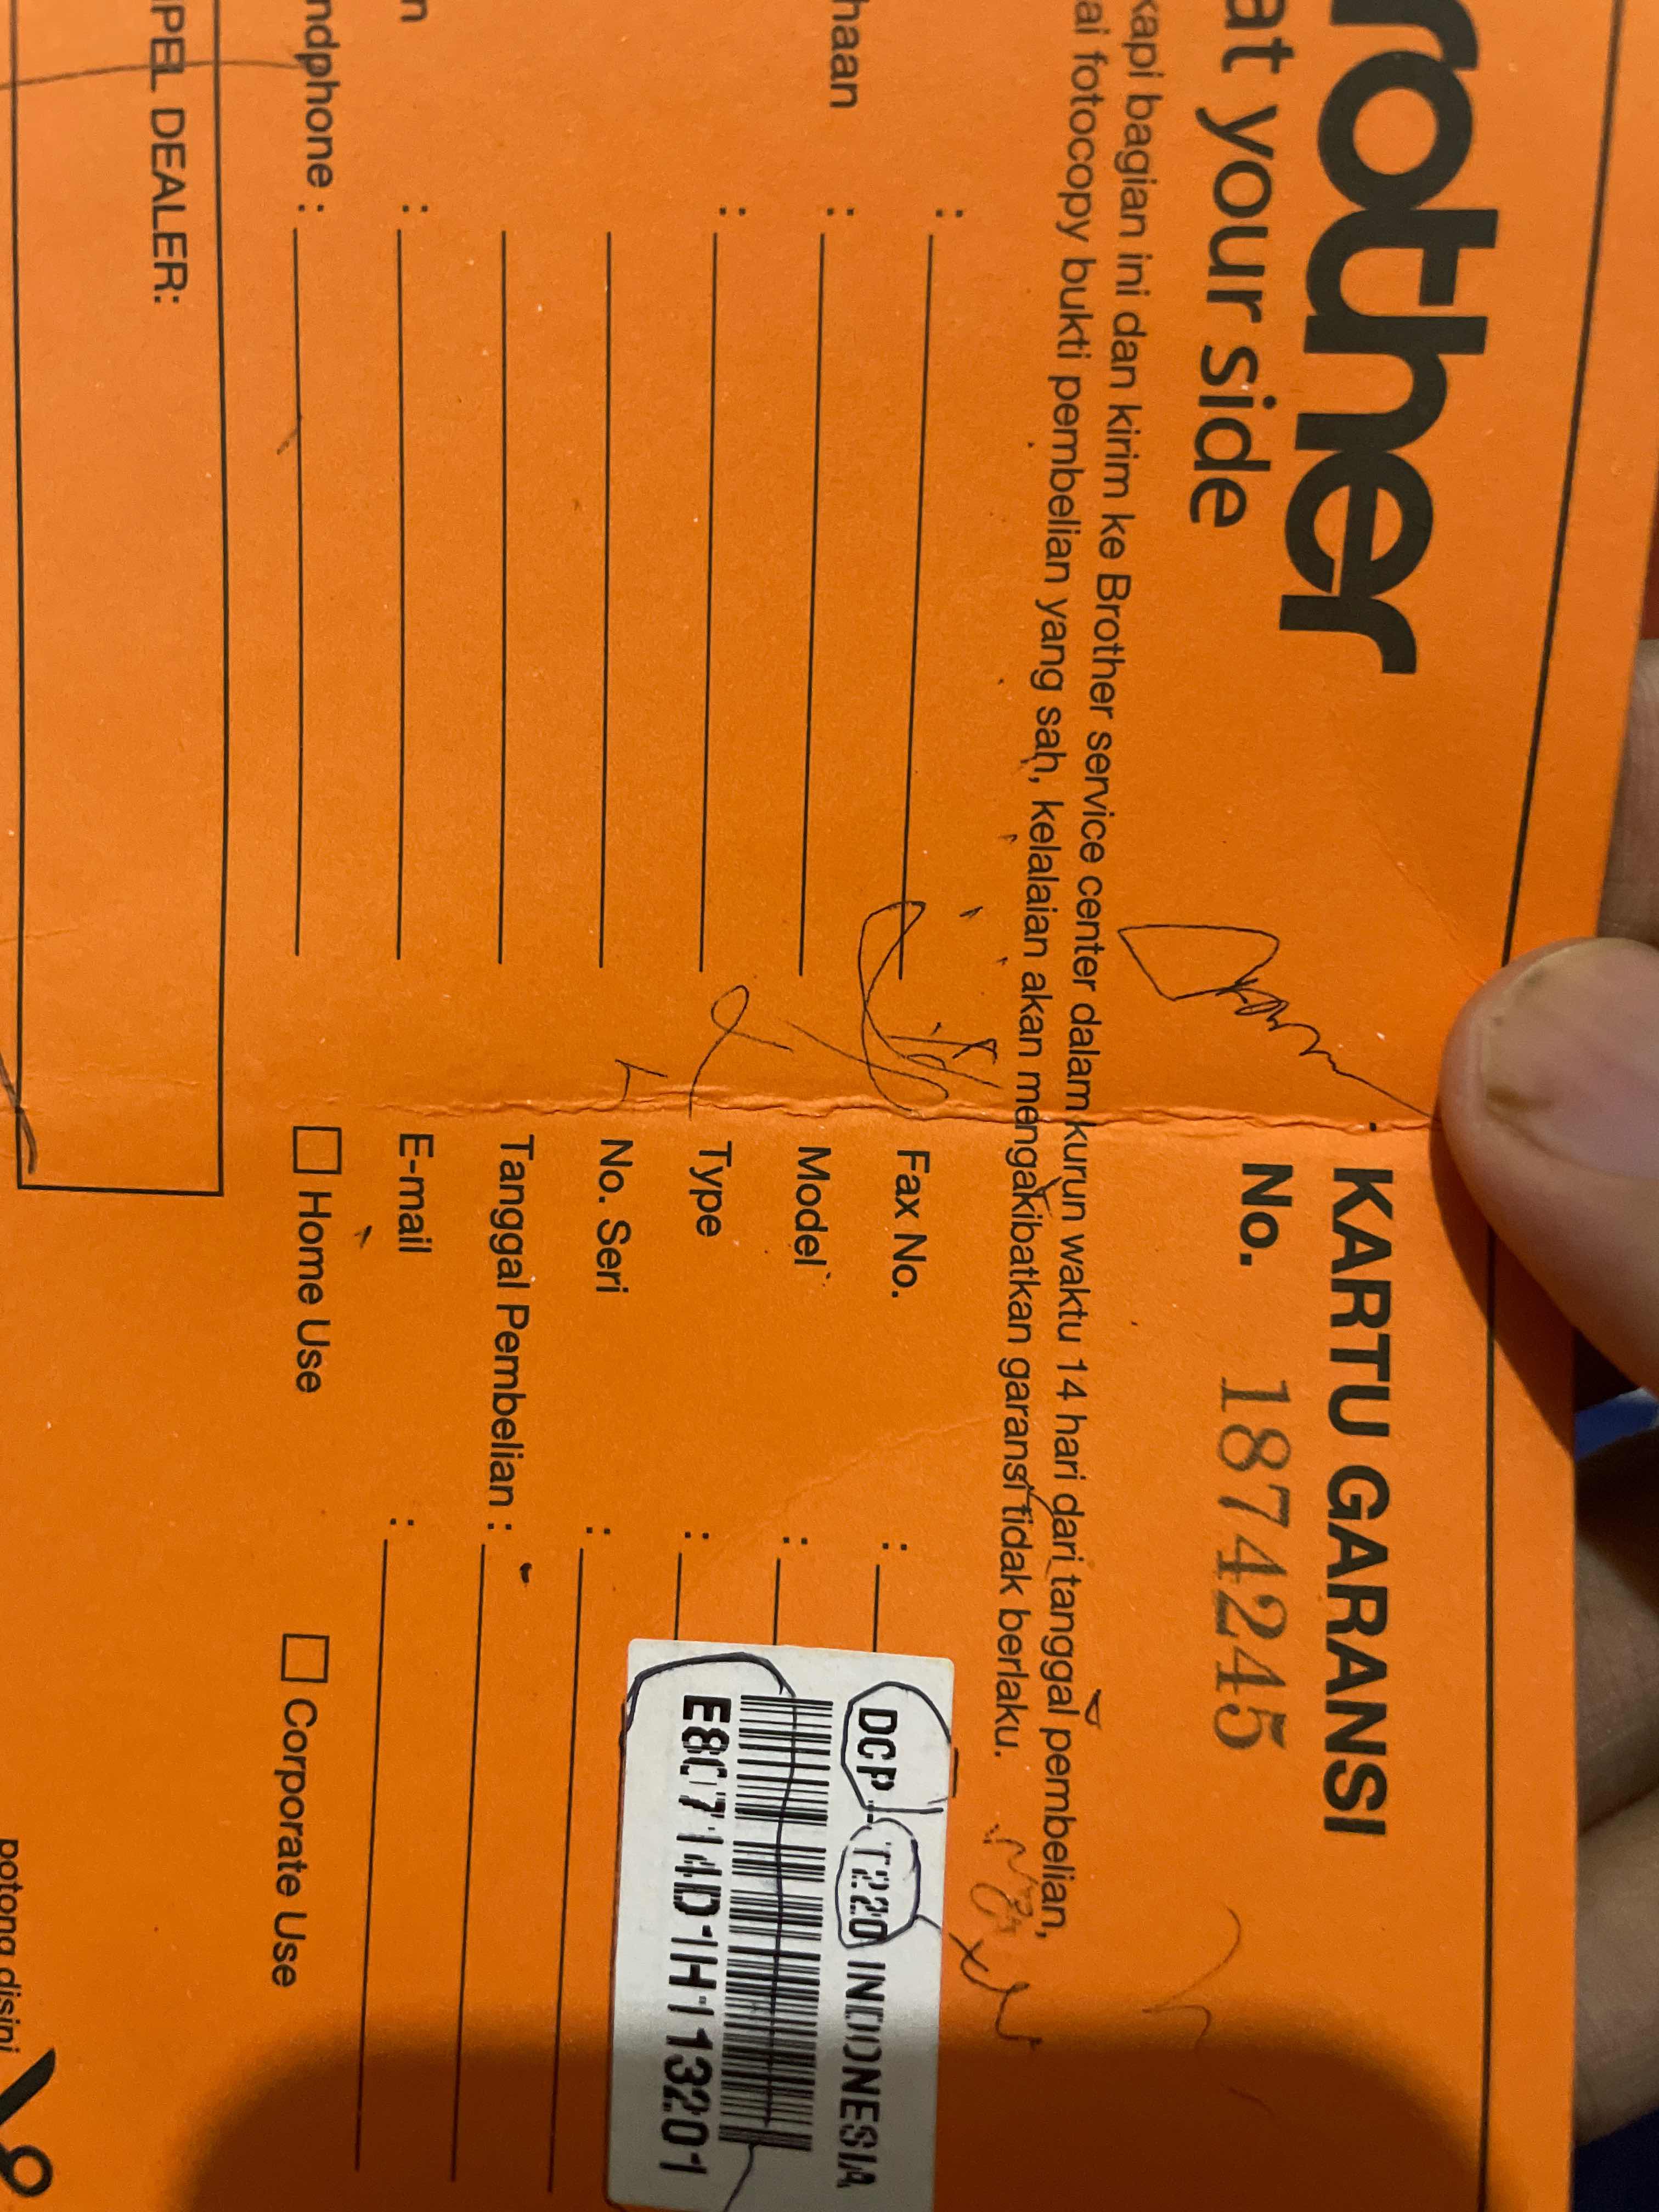 rother
at your side
KARTU GARANSI
No. 1874245
kapi bagian ini dan kirim ke Brother service center dalam kurun waktu 14 hari dari tanggal pembelian,
ai fotocopy bukti pembelian yang sah, kelalaian akan mengakibatkan garansi tidak berlaku.
: Fax No. :
haan : Model :
: Type :
No. Seri :
Tanggal Pembelian :
n : E-mail :
ndphone : Home Use Corporate Use
DCP-T220 INDONESIA
E8C714D1H113201
PEL DEALER:
potong disini